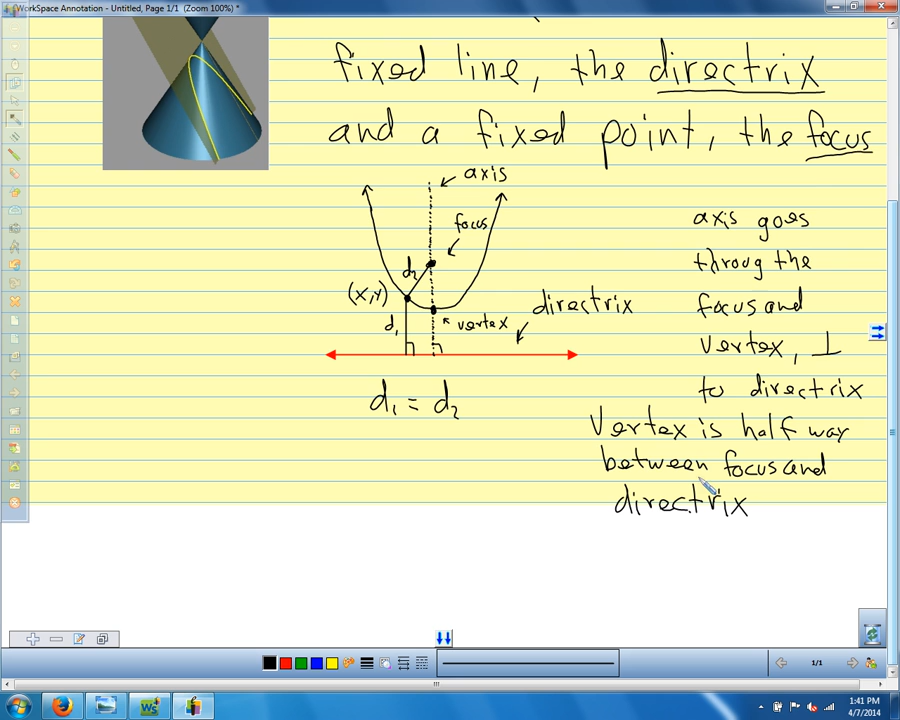 WorkSpace Annotation - Untitled, Page 1/1 (Zoom 100%) *
fixed line, the directrix
and a fixed point, the focus
axis
focus
d2
(x,y)
d1
vertex
directrix
d1 = d2
axis goes
throug the
focus and
vertex, ⊥
to directrix
Vertex is half way
between focus and
directrix
1/1
1:41 PM
4/7/2014